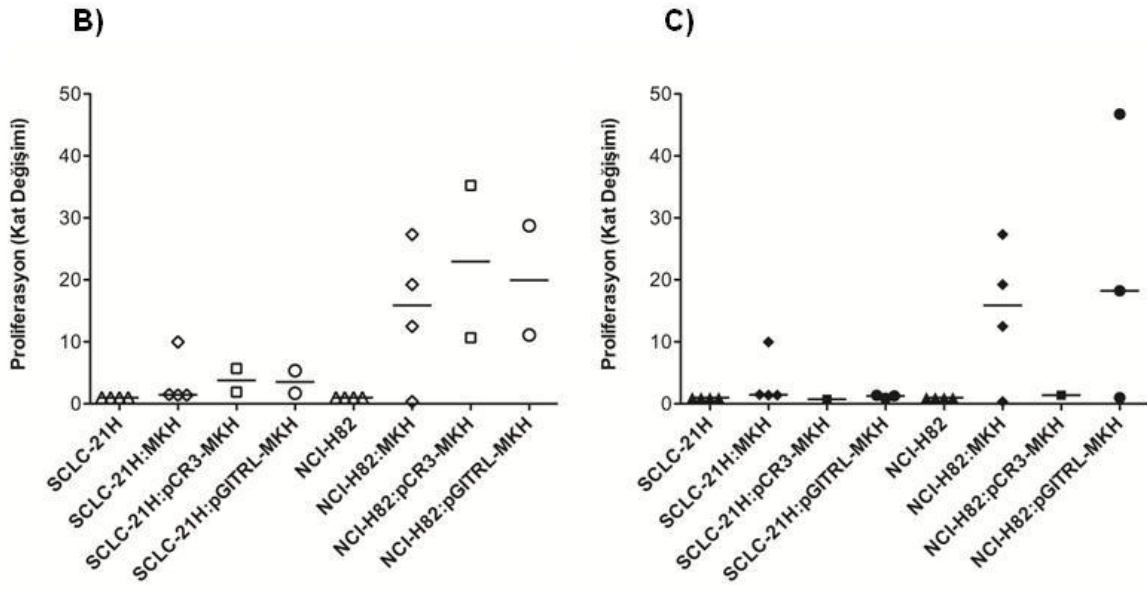 B)
Proliferasyon (Kat Değişimi)
50
40
30
20
10
0
SCLC-21H
SCLC-21H:MKH
SCLC-21H:pCR3-MKH
SCLC-21H:pGITRL-MKH
NCI-H82
NCI-H82:MKH
NCI-H82:pCR3-MKH
NCI-H82:pGITRL-MKH
C)
Proliferasyon (Kat Değişimi)
50
40
30
20
10
0
SCLC-21H
SCLC-21H:MKH
SCLC-21H:pCR3-MKH
SCLC-21H:pGITRL-MKH
NCI-H82
NCI-H82:MKH
NCI-H82:pCR3-MKH
NCI-H82:pGITRL-MKH